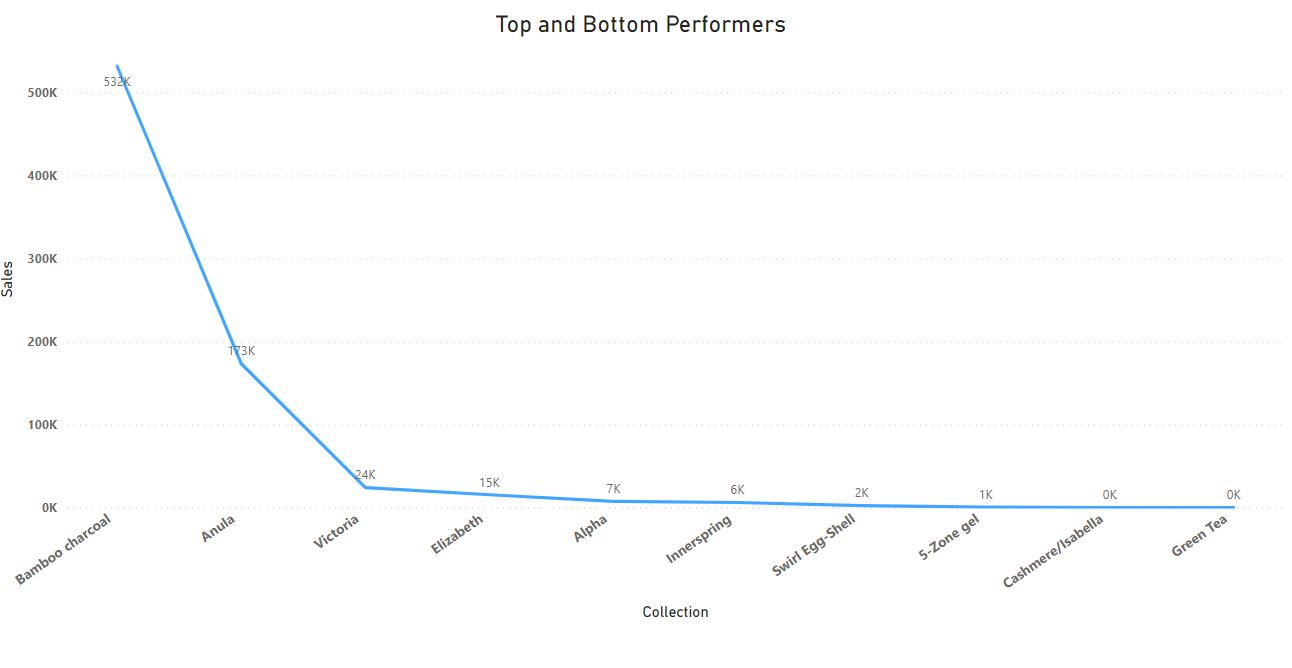 Top and Bottom Performers
532K
500K
400K
300K
Sales
200K
173K
100K
24K
15K
7K
6K
2K
1K
0K
0K
0K
Bamboo charcoal
Anula
Victoria
Elizabeth
Alpha
Innerspring
Swirl Egg-Shell
5-Zone gel
Cashmere/Isabella
Green Tea
Collection